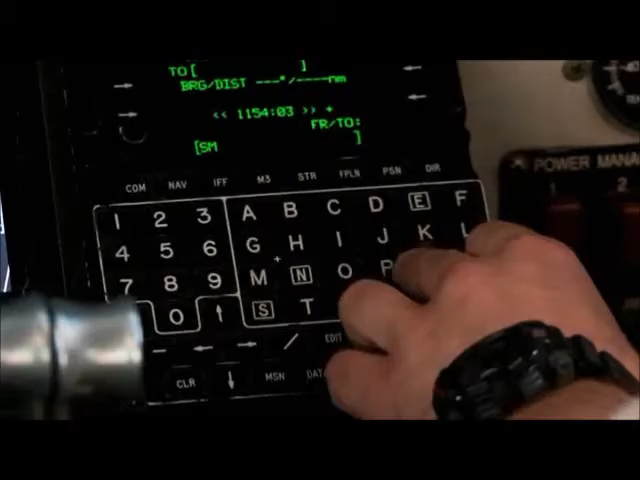 TO[ ]
BRG/DIST ---°/----nm
<< 1154:03 >> +
FR/TO:
[SM ]
COM NAV IFF M3 STR FPLN PSN DIR
POWER MANA
1 2
1 2 3 A B C D E F
4 5 6 G H I J K L
7 8 9 M N O P
0 ↑ S T
— ← → / EDIT
CLR ↓ MSN DAT